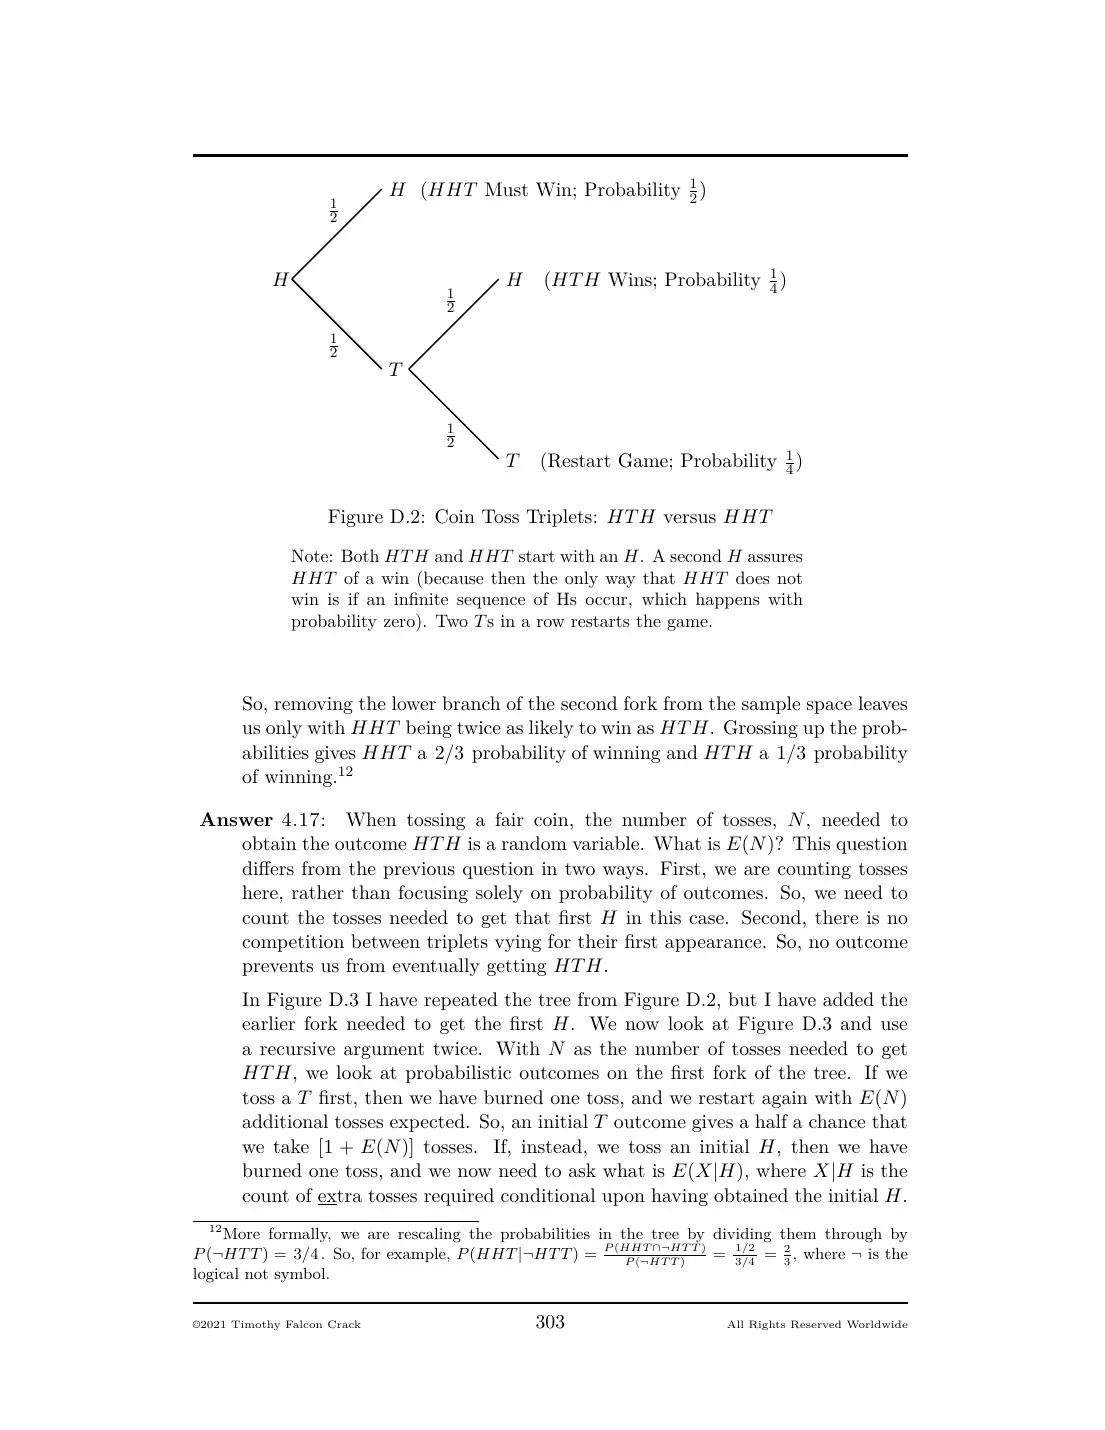 H (HHT Must Win; Probability 1/2)
1/2
H
H (HTH Wins; Probability 1/4)
1/2
1/2
T
1/2
T (Restart Game; Probability 1/4)
Figure D.2: Coin Toss Triplets: HTH versus HHT
Note: Both HTH and HHT start with an H. A second H assures
HHT of a win (because then the only way that HHT does not
win is if an infinite sequence of Hs occur, which happens with
probability zero). Two Ts in a row restarts the game.
So, removing the lower branch of the second fork from the sample space leaves
us only with HHT being twice as likely to win as HTH. Grossing up the prob-
abilities gives HHT a 2/3 probability of winning and HTH a 1/3 probability
of winning.12
Answer 4.17: When tossing a fair coin, the number of tosses, N, needed to
obtain the outcome HTH is a random variable. What is E(N)? This question
differs from the previous question in two ways. First, we are counting tosses
here, rather than focusing solely on probability of outcomes. So, we need to
count the tosses needed to get that first H in this case. Second, there is no
competition between triplets vying for their first appearance. So, no outcome
prevents us from eventually getting HTH.
In Figure D.3 I have repeated the tree from Figure D.2, but I have added the
earlier fork needed to get the first H. We now look at Figure D.3 and use
a recursive argument twice. With N as the number of tosses needed to get
HTH, we look at probabilistic outcomes on the first fork of the tree. If we
toss a T first, then we have burned one toss, and we restart again with E(N)
additional tosses expected. So, an initial T outcome gives a half a chance that
we take [1 + E(N)] tosses. If, instead, we toss an initial H, then we have
burned one toss, and we now need to ask what is E(X|H), where X|H is the
count of extra tosses required conditional upon having obtained the initial H.
12More formally, we are rescaling the probabilities in the tree by dividing them through by
P(¬HTT) = 3/4. So, for example, P(HHT|¬HTT) = P(HHT∩¬HTT)/P(¬HTT) = 1/2/3/4 = 2/3, where ¬ is the
logical not symbol.
©2021 Timothy Falcon Crack 303 All Rights Reserved Worldwide